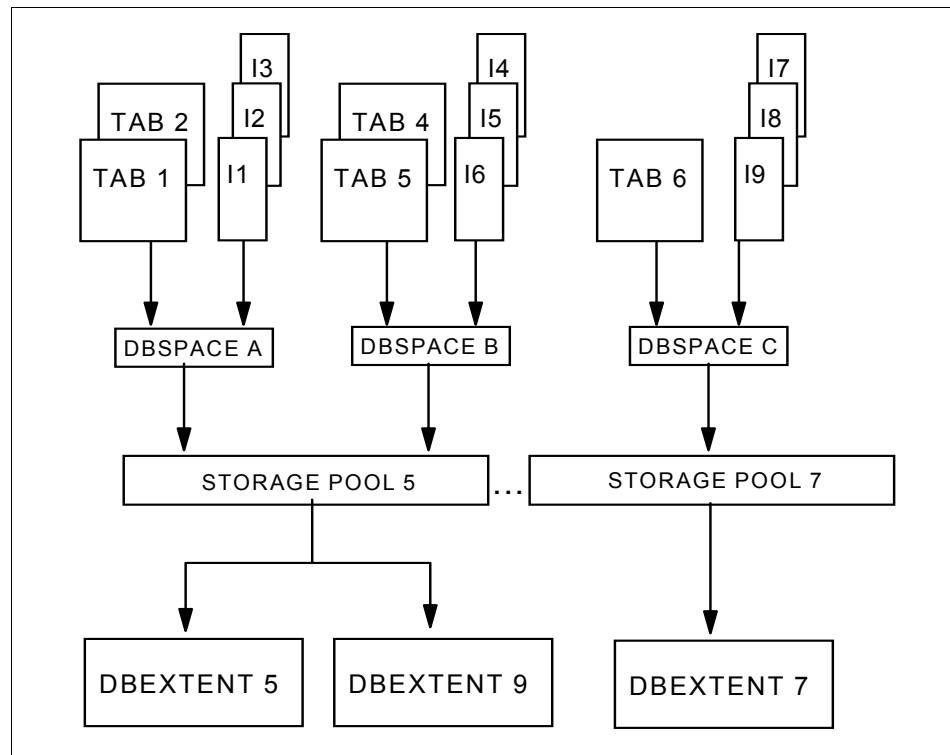 I3
I4
I7
TAB 2
I2
TAB 4
I5
I8
TAB 1
I1
TAB 5
I6
TAB 6
I9
DBSPACE A
DBSPACE B
DBSPACE C
STORAGE POOL 5
...
STORAGE POOL 7
DBEXTENT 5
DBEXTENT 9
DBEXTENT 7